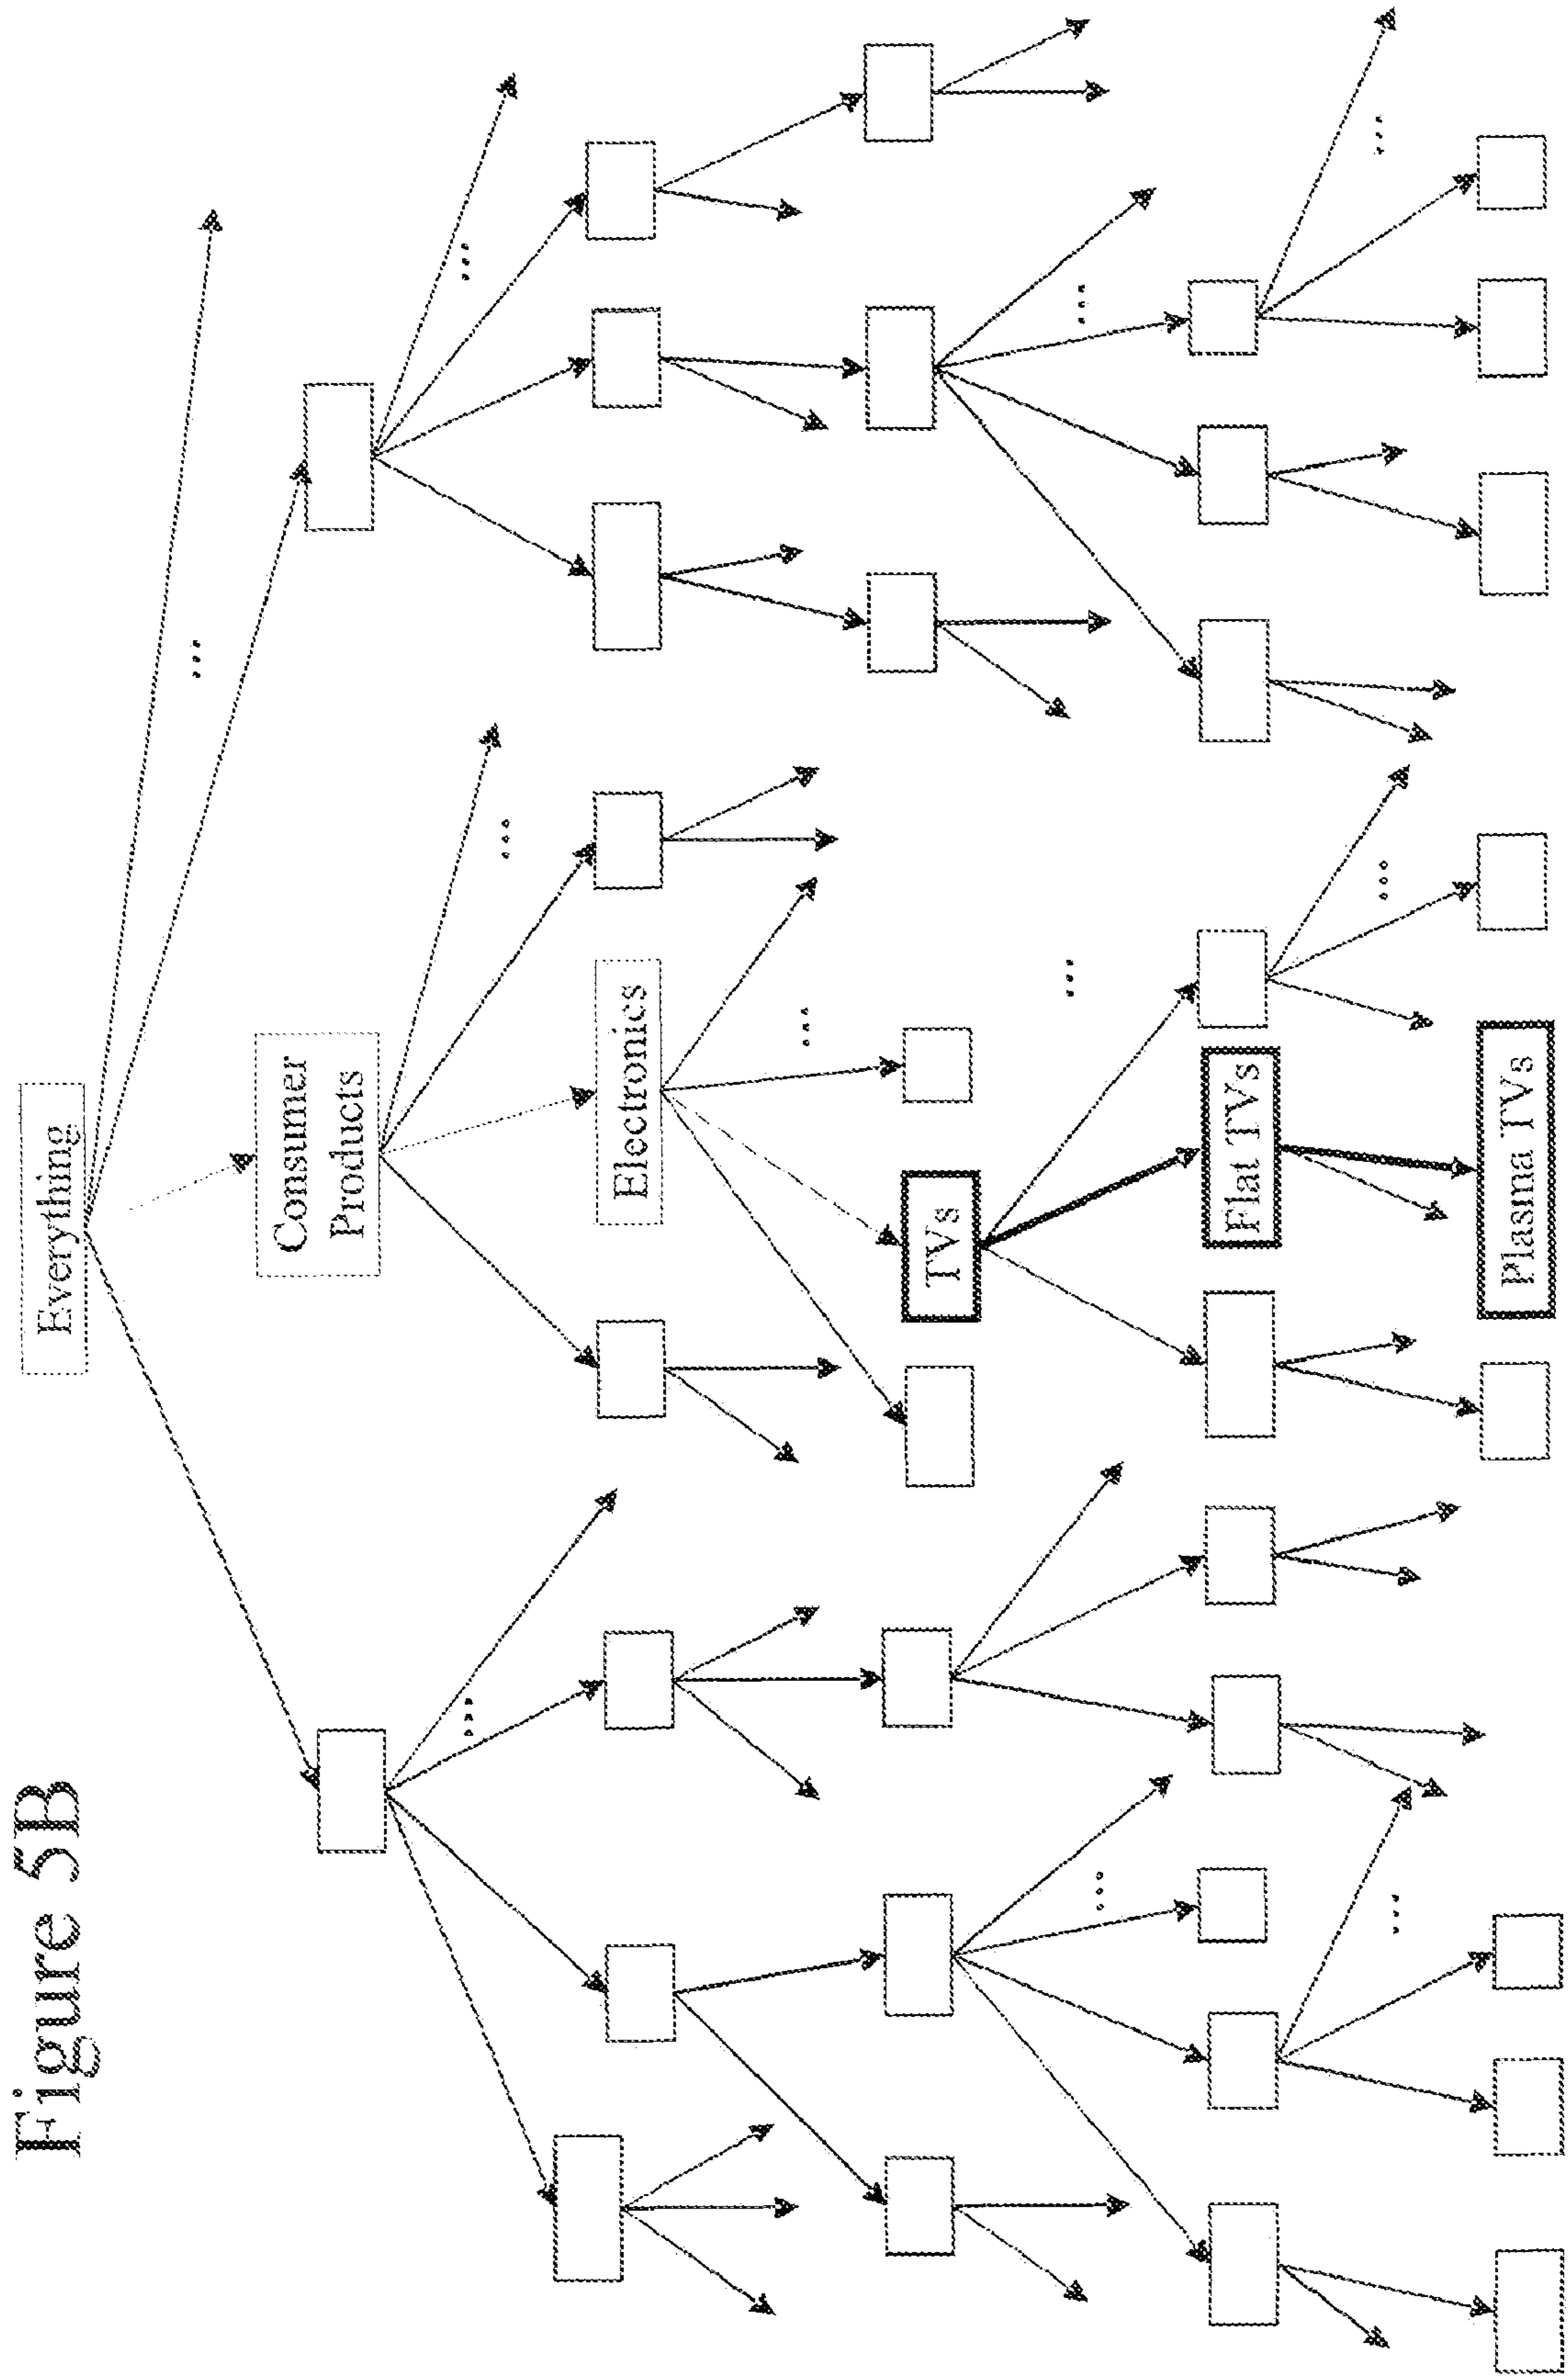 Figure 5B
Everything
Consumer
Products
Electronics
TVs
Flat TVs
Plasma TVs